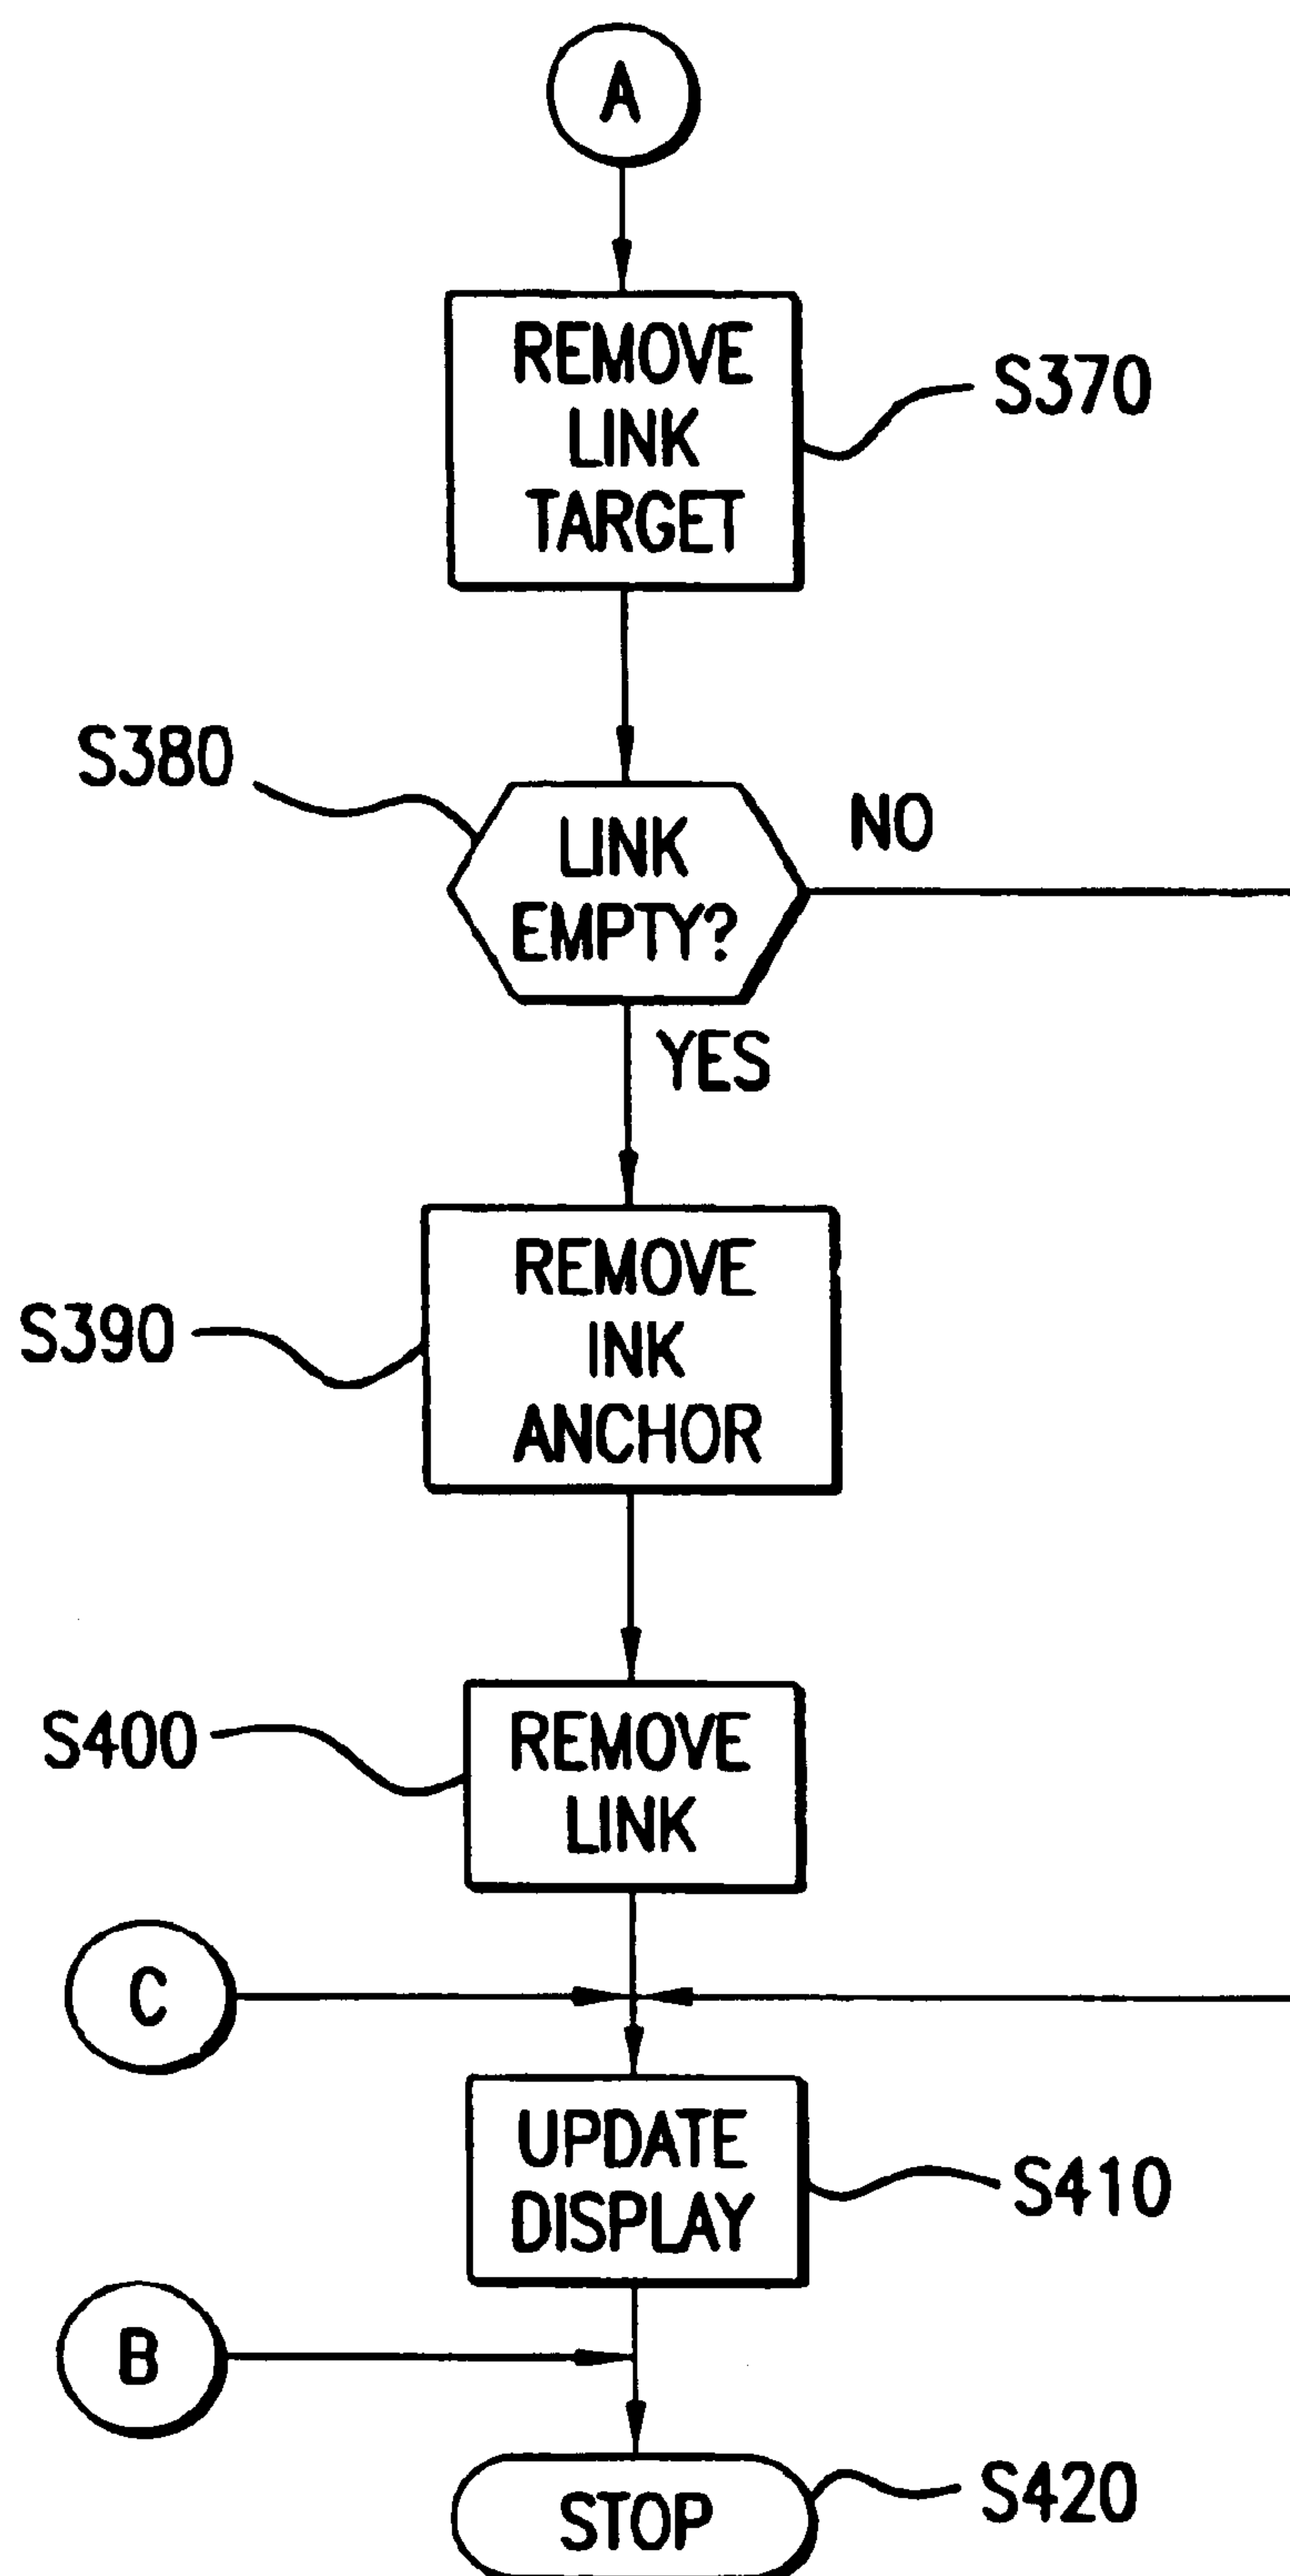 A
REMOVE
LINK
TARGET
S370
S380
LINK
EMPTY?
NO
YES
REMOVE
INK
ANCHOR
S390
S400
REMOVE
LINK
C
UPDATE
DISPLAY
S410
B
STOP
S420